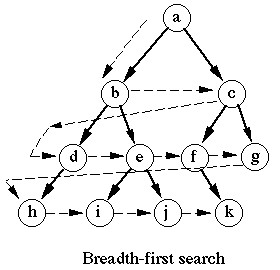 a
b c
d e f g
h i j k
Breadth-first search